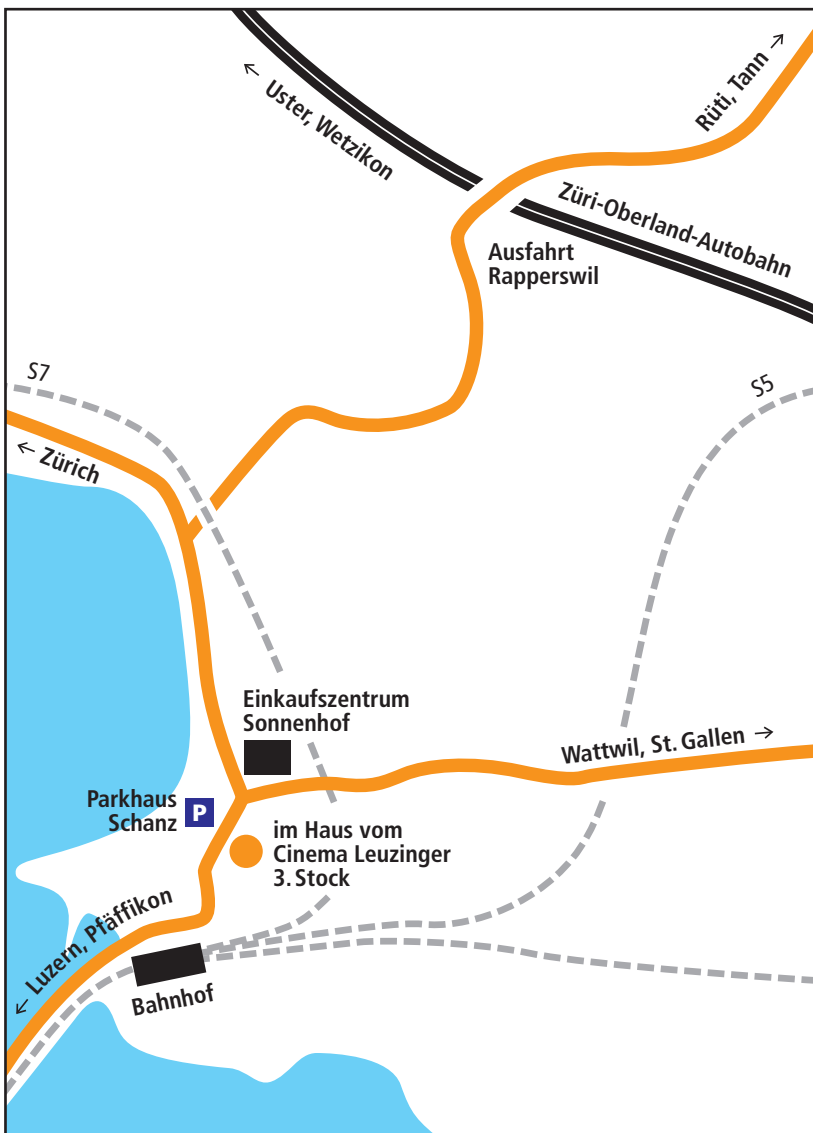 ← Uster, Wetzikon
Rüti, Tann →
Züri-Oberland-Autobahn
Ausfahrt
Rapperswil
S7
S5
← Zürich
Einkaufszentrum
Sonnenhof
Wattwil, St. Gallen →
Parkhaus
Schanz
P
im Haus vom
Cinema Leuzinger
3. Stock
← Luzern, Pfäffikon
Bahnhof